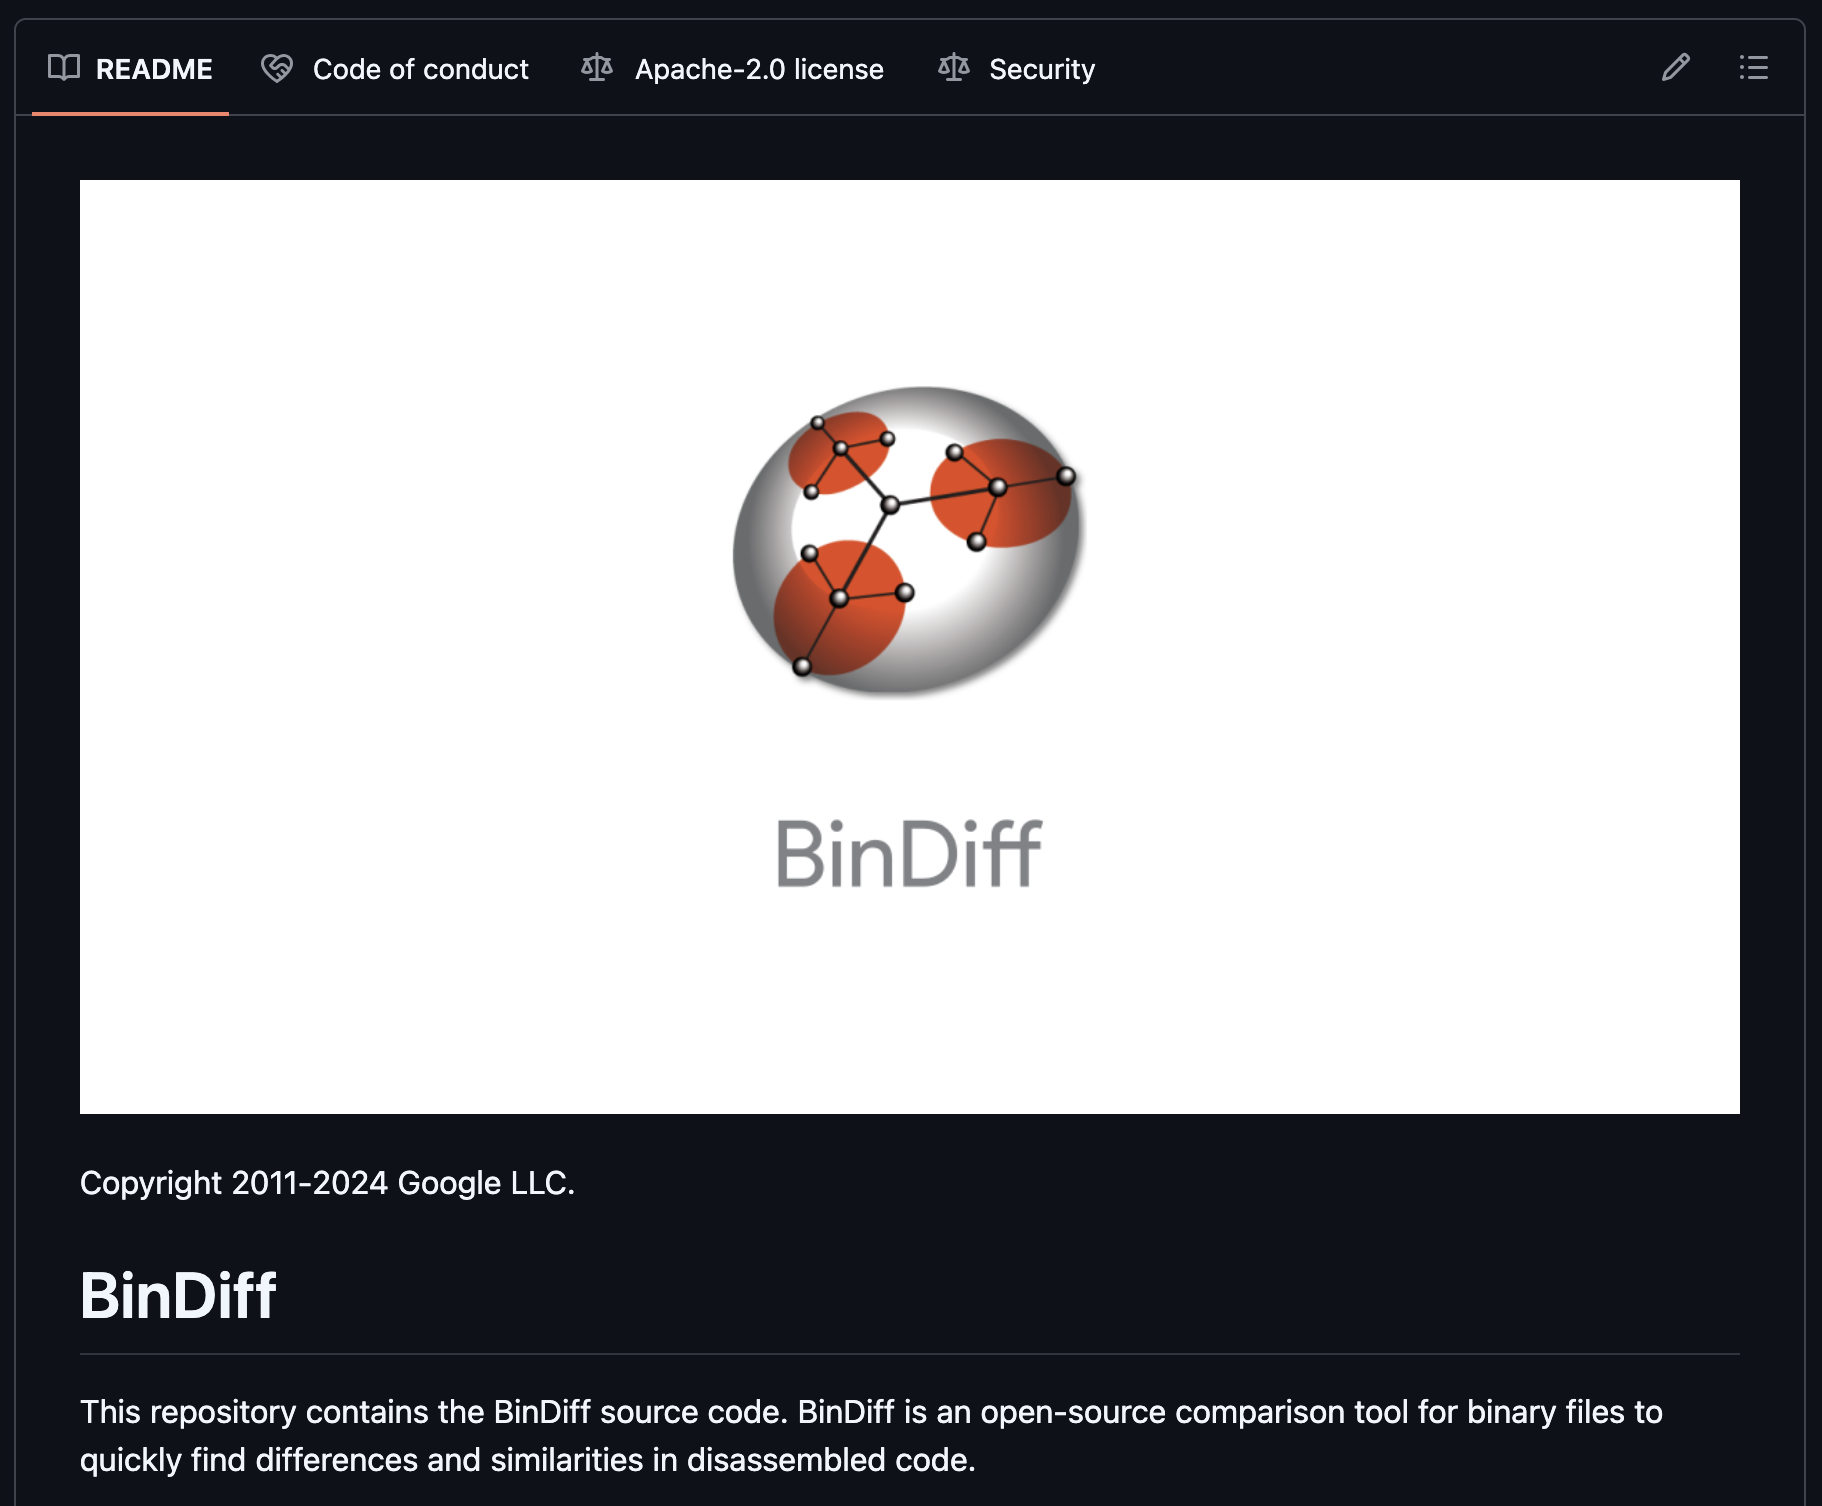 README
Code of conduct
Apache-2.0 license
Security
BinDiff
Copyright 2011-2024 Google LLC.
BinDiff
This repository contains the BinDiff source code. BinDiff is an open-source comparison tool for binary files to
quickly find differences and similarities in disassembled code.